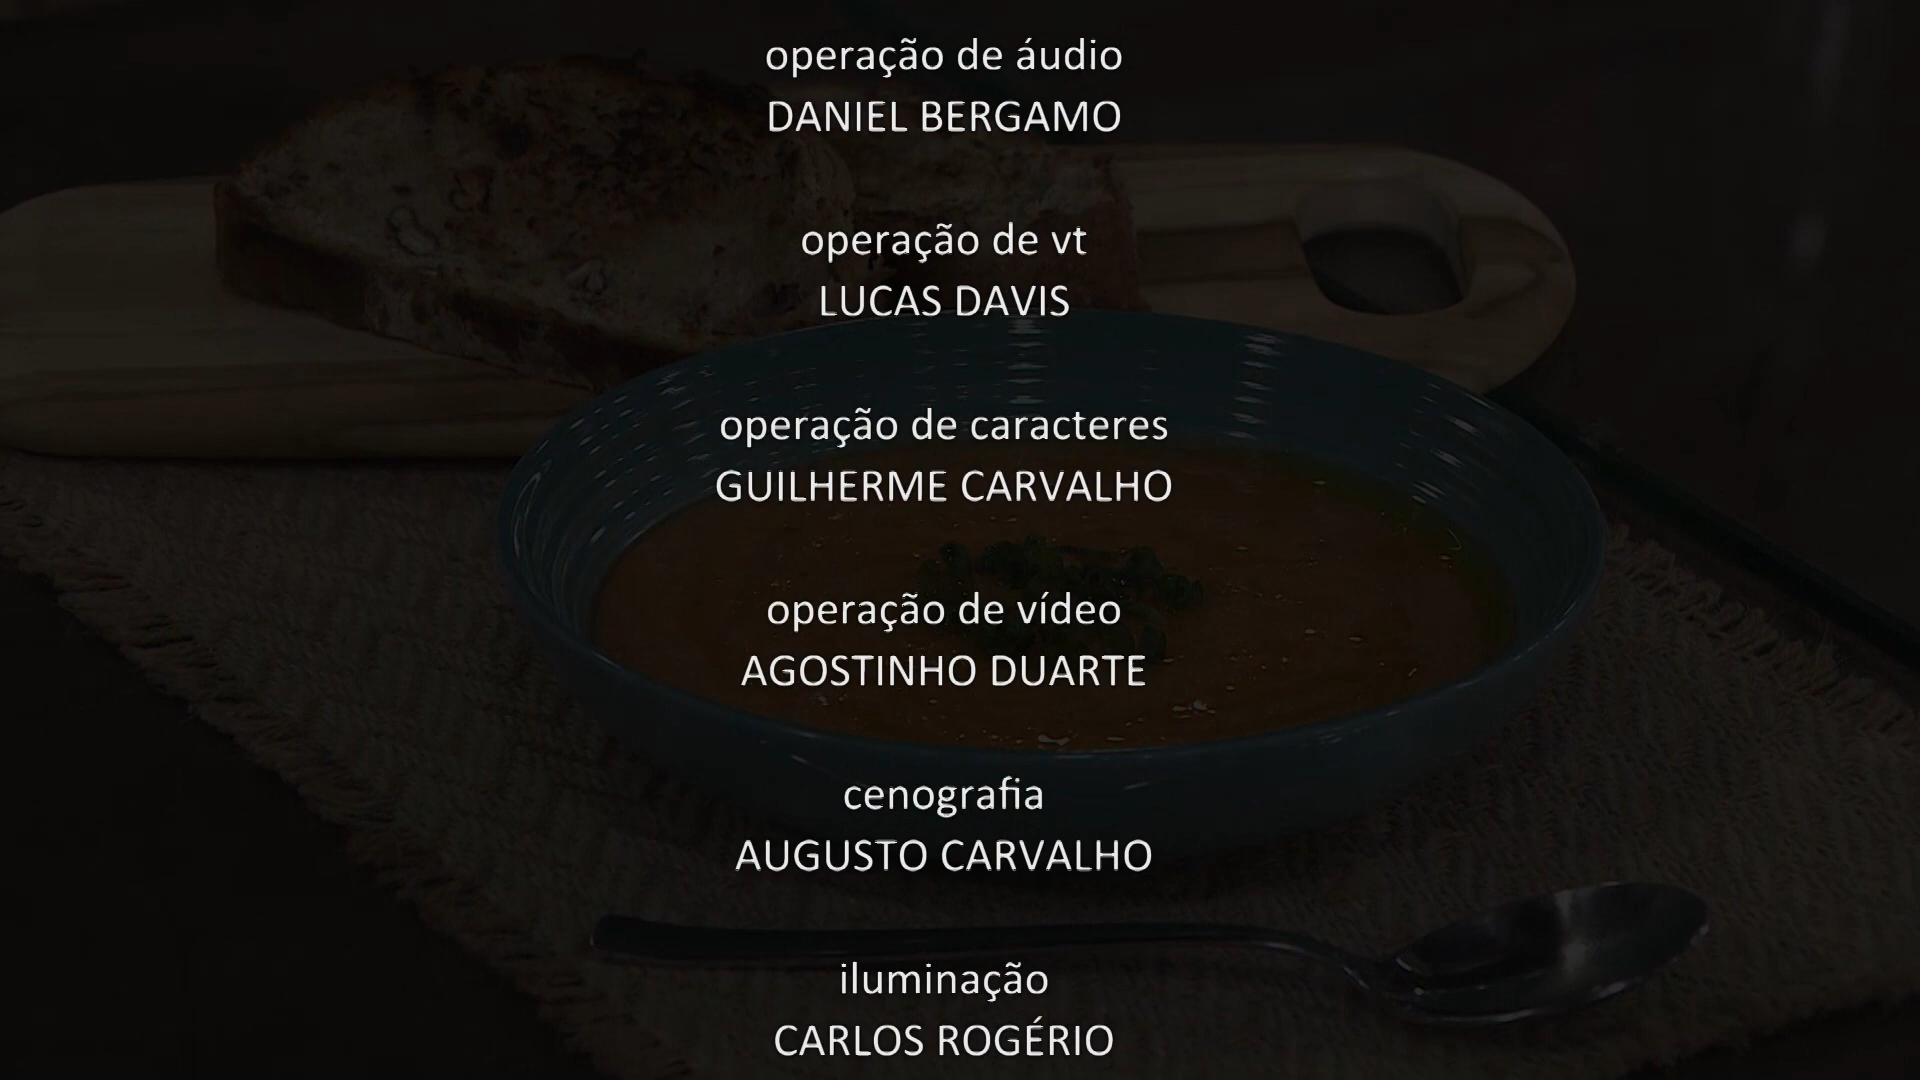 operação de áudio
DANIEL BERGAMO
operação de vt
LUCAS DAVIS
operação de caracteres
GUILHERME CARVALHO
operação de vídeo
AGOSTINHO DUARTE
cenografia
AUGUSTO CARVALHO
iluminação
CARLOS ROGÉRIO